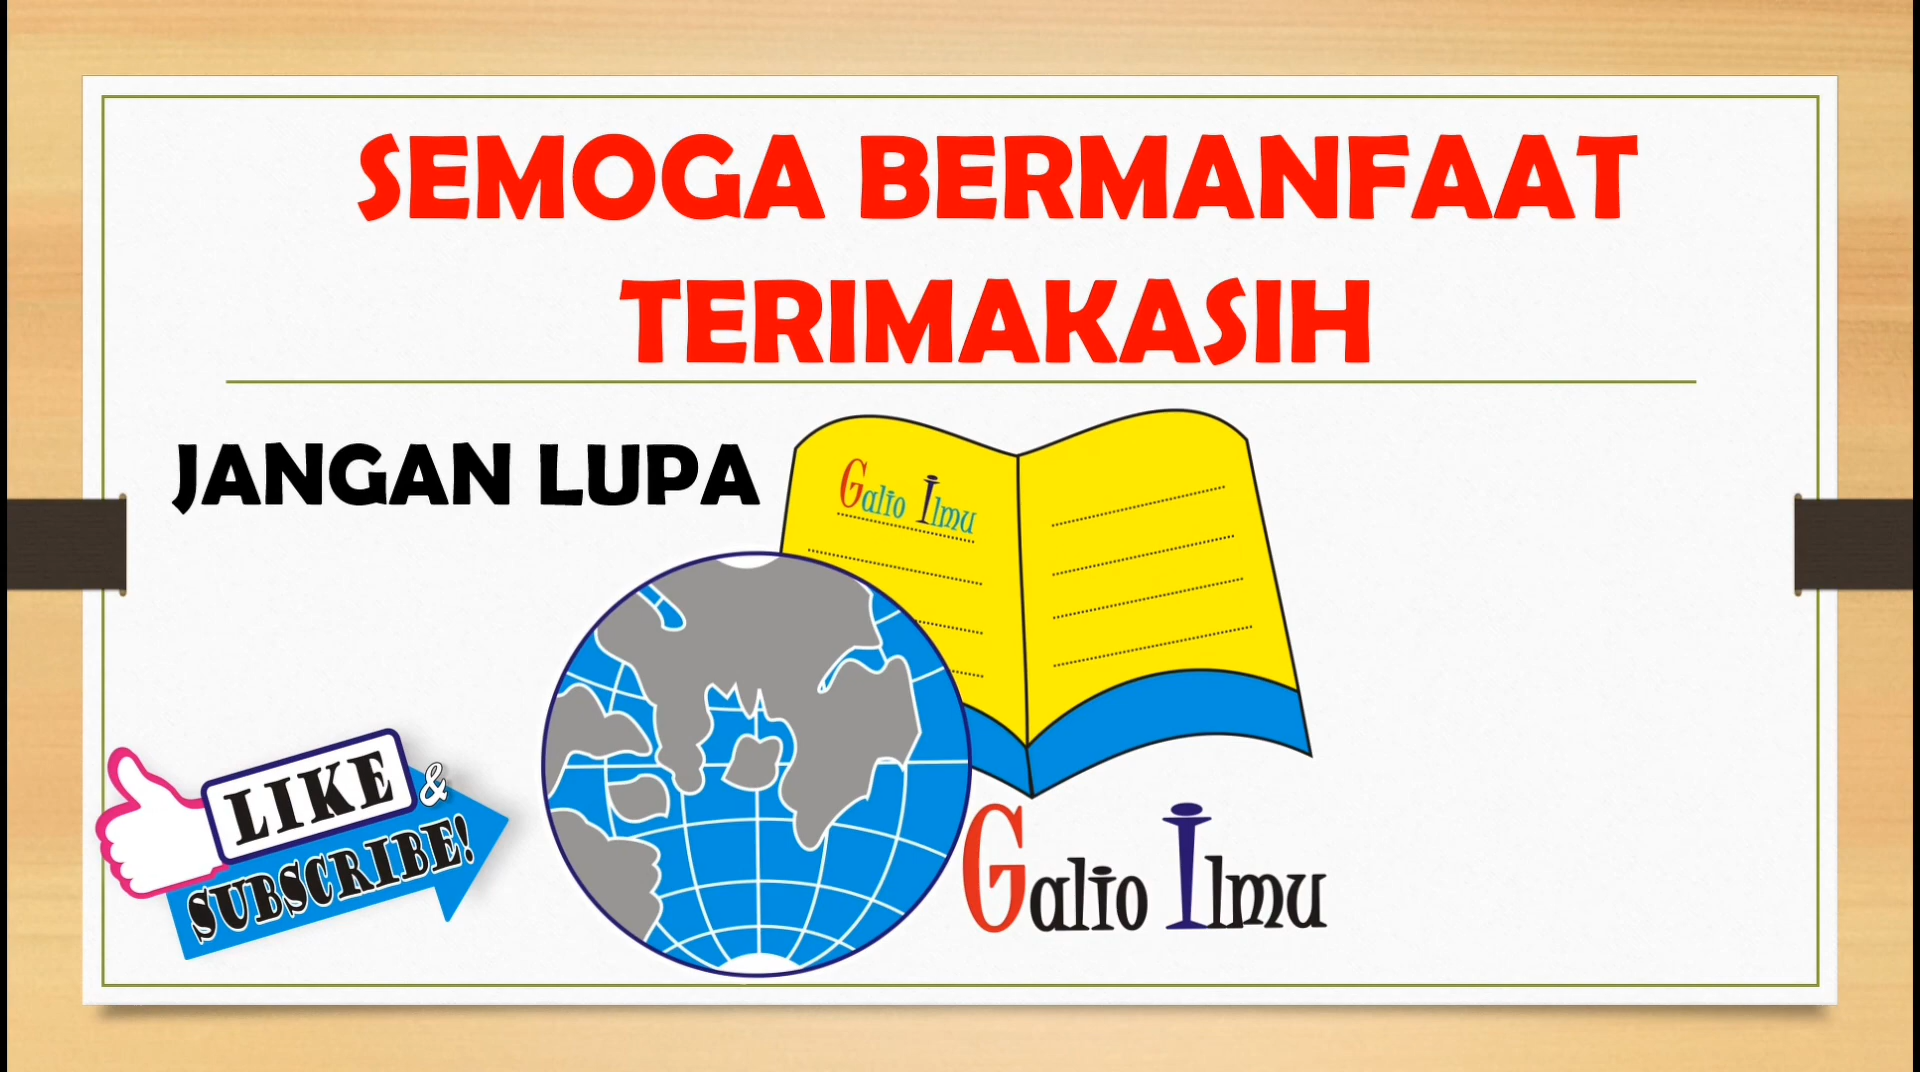 SEMOGA BERMANFAAT
TERIMAKASIH
JANGAN LUPA
Galio Ilmu
LIKE &
SUBSCRIBE!
Galio Ilmu